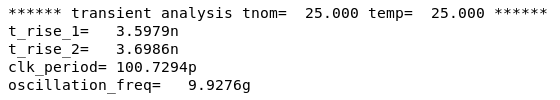 ****** transient analysis tnom=  25.000 temp=  25.000 ******
t_rise_1=   3.5979n
t_rise_2=   3.6986n
clk_period= 100.7294p
oscillation_freq=   9.9276g